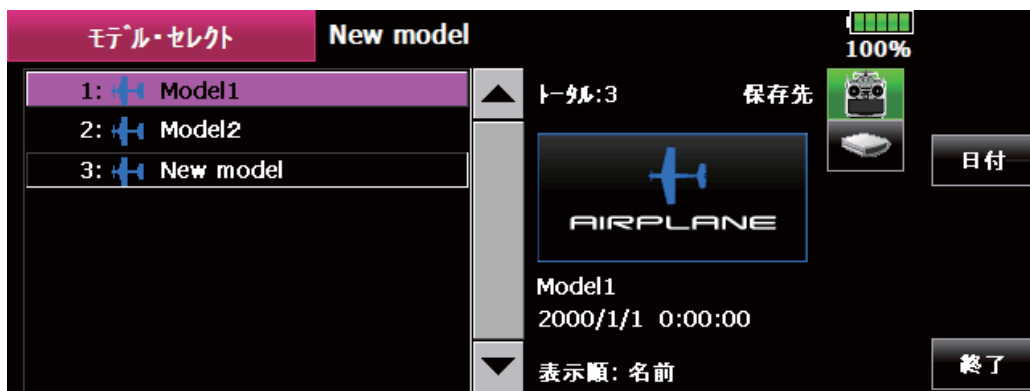 モデル・セレクト
New model
100%
1: Model1
2: Model2
3: New model
トータル:3
保存先
AIRPLANE
Model1
2000/1/1 0:00:00
表示順: 名前
日付
終了